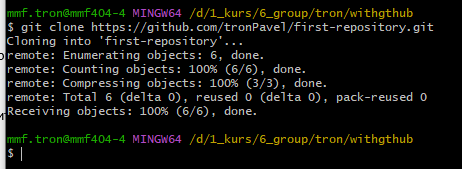 mmf.tron@mmf404-4 MINGW64 /d/1_kurs/6_group/tron/withgthub
$ git clone https://github.com/tronPavel/first-repository.git
Cloning into 'first-repository'...
remote: Enumerating objects: 6, done.
remote: Counting objects: 100% (6/6), done.
remote: Compressing objects: 100% (3/3), done.
remote: Total 6 (delta 0), reused 0 (delta 0), pack-reused 0
Receiving objects: 100% (6/6), done.
mmf.tron@mmf404-4 MINGW64 /d/1_kurs/6_group/tron/withgthub
$